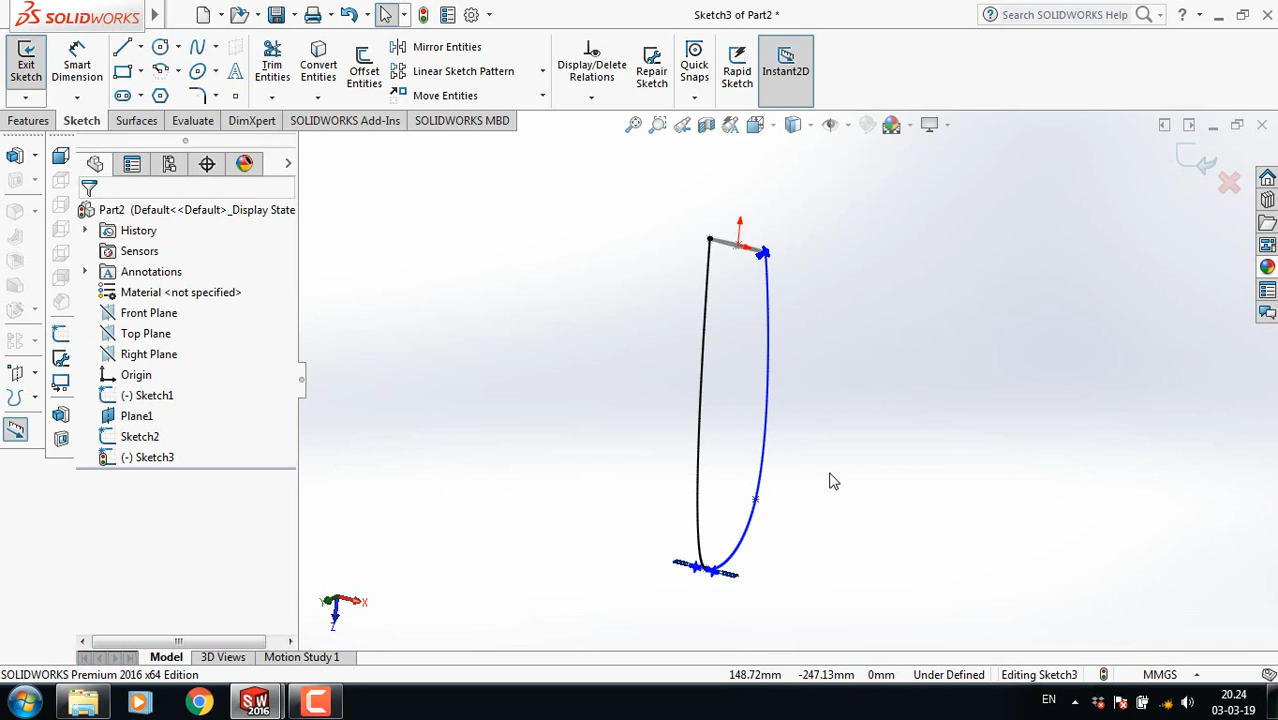 SOLIDWORKS
Sketch3 of Part2 *
Search SOLIDWORKS Help
?
Exit Sketch
Smart Dimension
Trim Entities
Convert Entities
Offset Entities
Mirror Entities
Linear Sketch Pattern
Move Entities
Display/Delete Relations
Repair Sketch
Quick Snaps
Rapid Sketch
Instant2D
Features
Sketch
Surfaces
Evaluate
DimXpert
SOLIDWORKS Add-Ins
SOLIDWORKS MBD
Part2 (Default<<Default>_Display State
History
Sensors
Annotations
Material <not specified>
Front Plane
Top Plane
Right Plane
Origin
(-) Sketch1
Plane1
Sketch2
(-) Sketch3
Y X
Z
Model
3D Views
Motion Study 1
SOLIDWORKS Premium 2016 x64 Edition
148.72mm
-247.13mm
0mm
Under Defined
Editing Sketch3
MMGS
SW 2016
EN
20.24
03-03-19